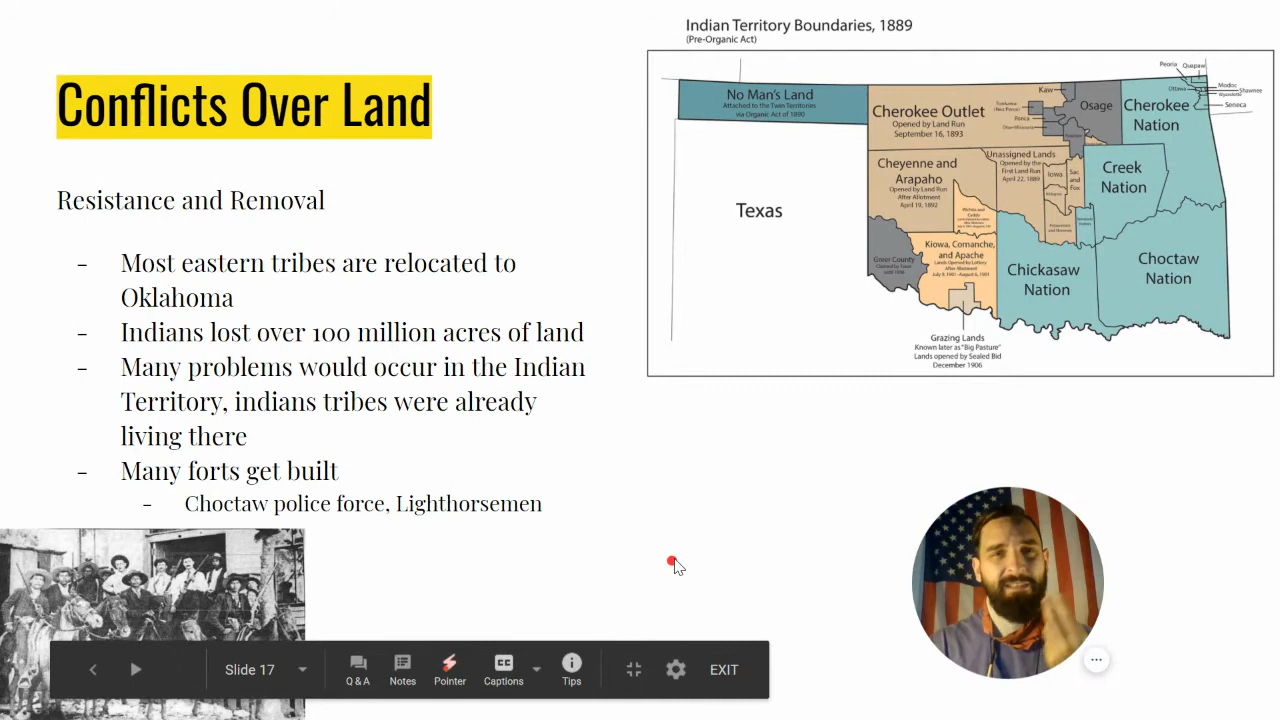 Conflicts Over Land
Resistance and Removal
- Most eastern tribes are relocated to
Oklahoma
- Indians lost over 100 million acres of land
- Many problems would occur in the Indian
Territory, indians tribes were already
living there
- Many forts get built
- Choctaw police force, Lighthorsemen
Indian Territory Boundaries, 1889
(Pre-Organic Act)
No Man's Land
Attached to the Twin Territories
via Organic Act of 1890
Texas
Cherokee Outlet
Opened by Land Run
September 16, 1893
Kaw
Ponca
Osage
Cherokee
Nation
Peoria
Quapaw
Ottawa
Modoc
Shawnee
Seneca
Cheyenne and
Arapaho
Opened by Land Run
After Allotment
April 19, 1892
Unassigned Lands
Opened by the
First Land Run
April 22, 1889
Iowa
Sac
and
Fox
Creek
Nation
Greer County
Kiowa, Comanche,
and Apache
Lands Opened by Lottery
After Allotment
July 9, 1901-August 6, 1901
Chickasaw
Nation
Choctaw
Nation
Grazing Lands
Known later as "Big Pasture"
Lands opened by Sealed Bid
December 1906
Slide 17
Q & A
Notes
Pointer
CC
Captions
Tips
EXIT